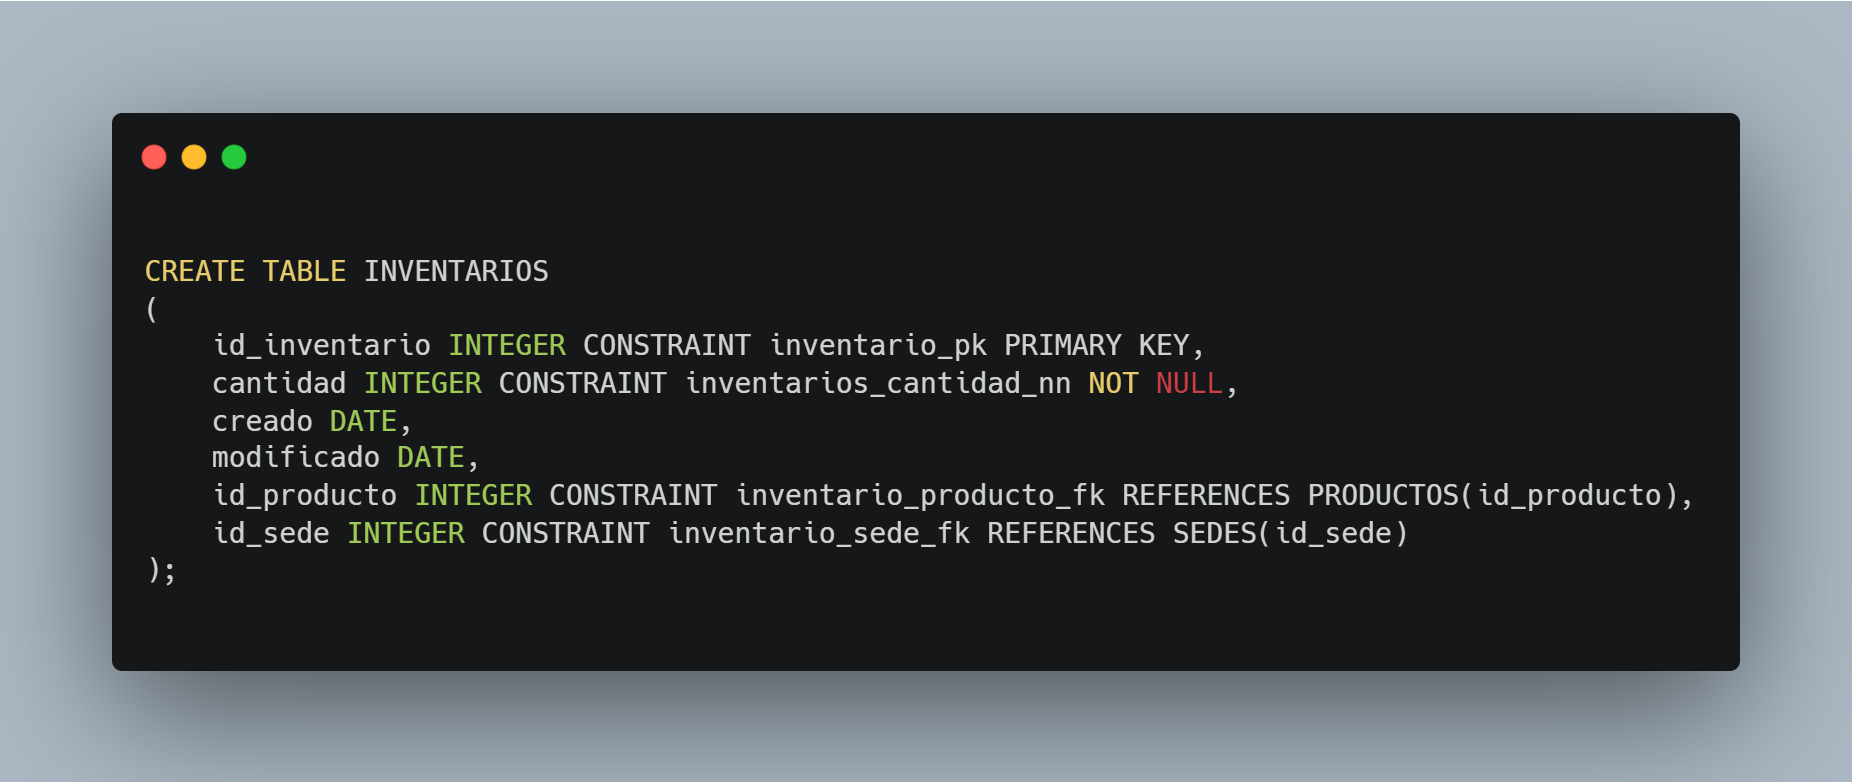 CREATE TABLE INVENTARIOS
(
    id_inventario INTEGER CONSTRAINT inventario_pk PRIMARY KEY,
    cantidad INTEGER CONSTRAINT inventarios_cantidad_nn NOT NULL,
    creado DATE,
    modificado DATE,
    id_producto INTEGER CONSTRAINT inventario_producto_fk REFERENCES PRODUCTOS(id_producto),
    id_sede INTEGER CONSTRAINT inventario_sede_fk REFERENCES SEDES(id_sede)
);